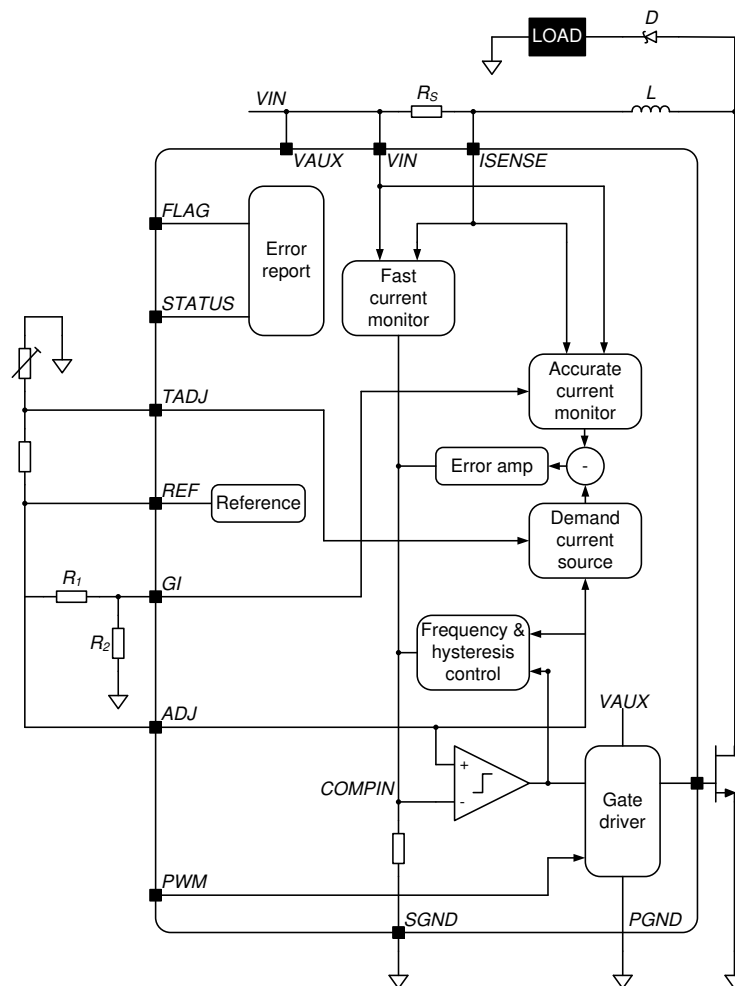 LOAD
D
VIN
RS
L
VAUX
VIN
ISENSE
FLAG
Error
report
Fast
current
monitor
STATUS
Accurate
current
monitor
TADJ
Error amp
-
REF
Reference
Demand
current
source
R1
GI
R2
Frequency &
hysteresis
control
ADJ
VAUX
+
COMPIN
-
Gate
driver
PWM
SGND
PGND